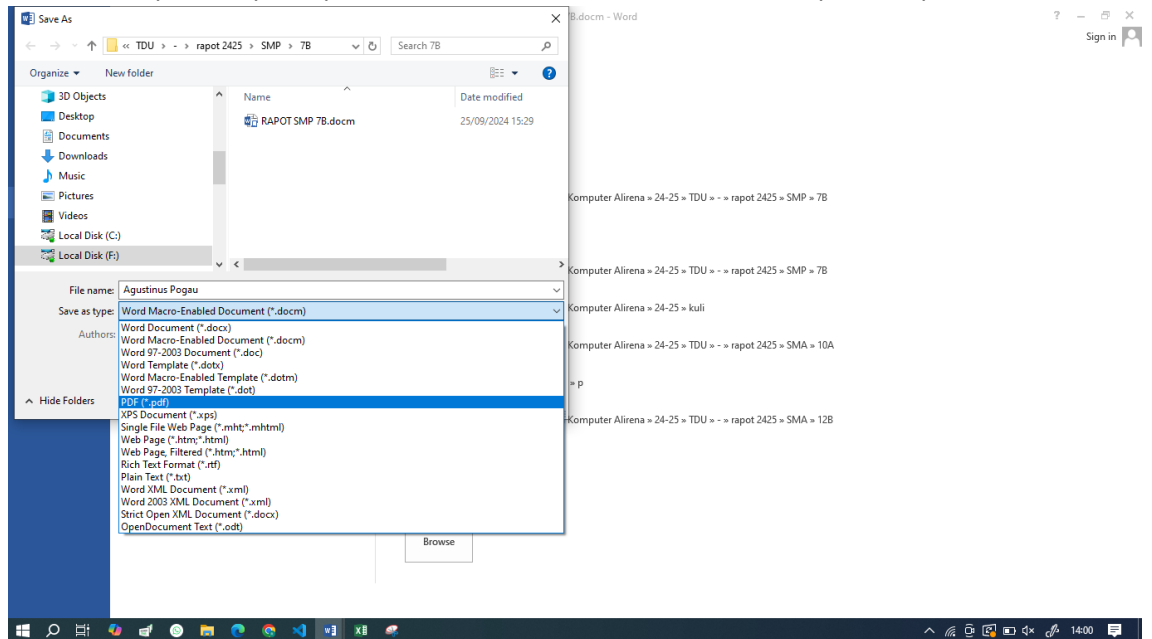 Save As
7B.docm - Word
Sign in
« TDU › - › rapot 2425 › SMP › 7B
Search 7B
Organize
New folder
3D Objects
Desktop
Documents
Downloads
Music
Pictures
Videos
Local Disk (C:)
Local Disk (F:)
Name
Date modified
RAPOT SMP 7B.docm
25/09/2024 15:29
File name:
Agustinus Pogau
Save as type:
Word Macro-Enabled Document (*.docm)
Authors:
Word Document (*.docx)
Word Macro-Enabled Document (*.docm)
Word 97-2003 Document (*.doc)
Word Template (*.dotx)
Word Macro-Enabled Template (*.dotm)
Word 97-2003 Template (*.dot)
PDF (*.pdf)
XPS Document (*.xps)
Single File Web Page (*.mht;*.mhtml)
Web Page (*.htm;*.html)
Web Page, Filtered (*.htm;*.html)
Rich Text Format (*.rtf)
Plain Text (*.txt)
Word XML Document (*.xml)
Word 2003 XML Document (*.xml)
Strict Open XML Document (*.docx)
OpenDocument Text (*.odt)
Hide Folders
Komputer Alirena » 24-25 » TDU » - » rapot 2425 » SMP » 7B
Komputer Alirena » 24-25 » TDU » - » rapot 2425 » SMP » 7B
Komputer Alirena » 24-25 » kuli
Komputer Alirena » 24-25 » TDU » - » rapot 2425 » SMA » 10A
» p
Komputer Alirena » 24-25 » TDU » - » rapot 2425 » SMA » 12B
Browse
14:00